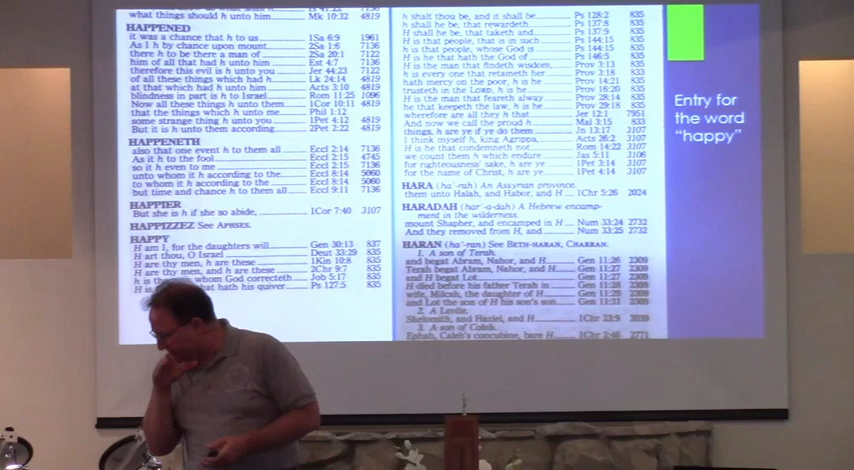 what things should h unto him Mk 10:32 4819
HAPPENED
it was a chance that h to us 1Sa 6:9 1961
As I h by chance upon mount 2Sa 1:6 7136
there h to be there a man of 2Sa 20:1 7122
him of all that had h unto him Est 4:7 7136
therefore this evil is h unto you Jer 44:23 7122
of all these things which had h Lk 24:14 4819
at that which had h unto him Acts 3:10 4819
blindness in part is h to Israel Rom 11:25 1096
Now all these things h unto them 1Cor 10:11 4819
that the things which h unto me Phil 1:12
some strange thing h unto you 1Pet 4:12 4819
But it is h unto them according 2Pet 2:22 4819
HAPPENETH
also that one event h to them all Eccl 2:14 7136
As it h to the fool Eccl 2:15 4745
so it h even to me Eccl 2:15 7136
unto whom it h according to the Eccl 8:14 5060
to whom it h according to the Eccl 8:14 5060
but time and chance h to them all Eccl 9:11 7136
HAPPIER
But she is h if she so abide, 1Cor 7:40 3107
HAPPIZZEZ See APHSES.
HAPPY
H am I, for the daughters will Gen 30:13 837
H art thou, O Israel Deut 33:29 835
H are thy men, h are these 1Kin 10:8 835
H are thy men, and h are these 2Chr 9:7 835
h is the whom God correcteth Job 5:17 835
H is that hath his quiver Ps 127:5 835
h shalt thou be, and it shall be Ps 128:2 835
h shall he be, that rewardeth Ps 137:8 835
H shall he be, that taketh and Ps 137:9 835
H is that people, that is in such Ps 144:15 835
h is that people, whose God is Ps 144:15 835
H is he that hath the God of Ps 146:5 835
H is the man that findeth wisdom, Prov 3:13 835
h is every one that retaineth her Prov 3:18 833
hath mercy on the poor, h is he Prov 14:21 835
trusteth in the LORD, h is he Prov 16:20 835
H is the man that feareth alway Prov 28:14 835
he that keepeth the law, h is he Prov 29:18 835
wherefore are all they h that Jer 12:1 7951
And now we call the proud h Mal 3:15 833
things, h are ye if ye do them Jn 13:17 3107
I think myself h, king Agrippa, Acts 26:2 3107
H is he that condemneth not Rom 14:22 3107
we count them h which endure Jas 5:11 3106
for righteousness' sake, h are ye 1Pet 3:14 3107
for the name of Christ, h are ye 1Pet 4:14 3107
HARA (ha'-rah) An Assyrian province.
them unto Halah, and Habor, and H 1Chr 5:26 2024
HARADAH (har'-a-dah) A Hebrew encamp-
ment in the wilderness.
mount Shapher, and encamped in H Num 33:24 2732
And they removed from H, and Num 33:25 2732
HARAN (ha'-ran) See BETH-HARAN, CHARRAN.
1. A son of Terah.
and begat Abram, Nahor, and H Gen 11:26 2309
Terah begat Abram, Nahor, and H Gen 11:27 2309
and H begat Lot Gen 11:27 2309
H died before his father Terah in Gen 11:28 2309
wife, Milcah, the daughter of H Gen 11:29 2309
and Lot the son of H his son's son Gen 11:31 2309
2. A Levite.
Shelomith, and Haziel, and H 1Chr 23:9 2039
3. A son of Caleb.
Ephah, Caleb's concubine, bare H 1Chr 2:46 2771
Entry for
the word
“happy”